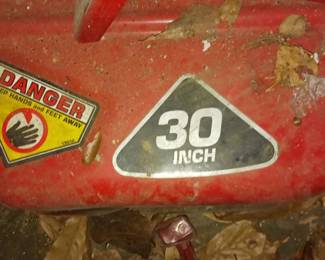 DANGER
KEEP HANDS and FEET AWAY
30
INCH